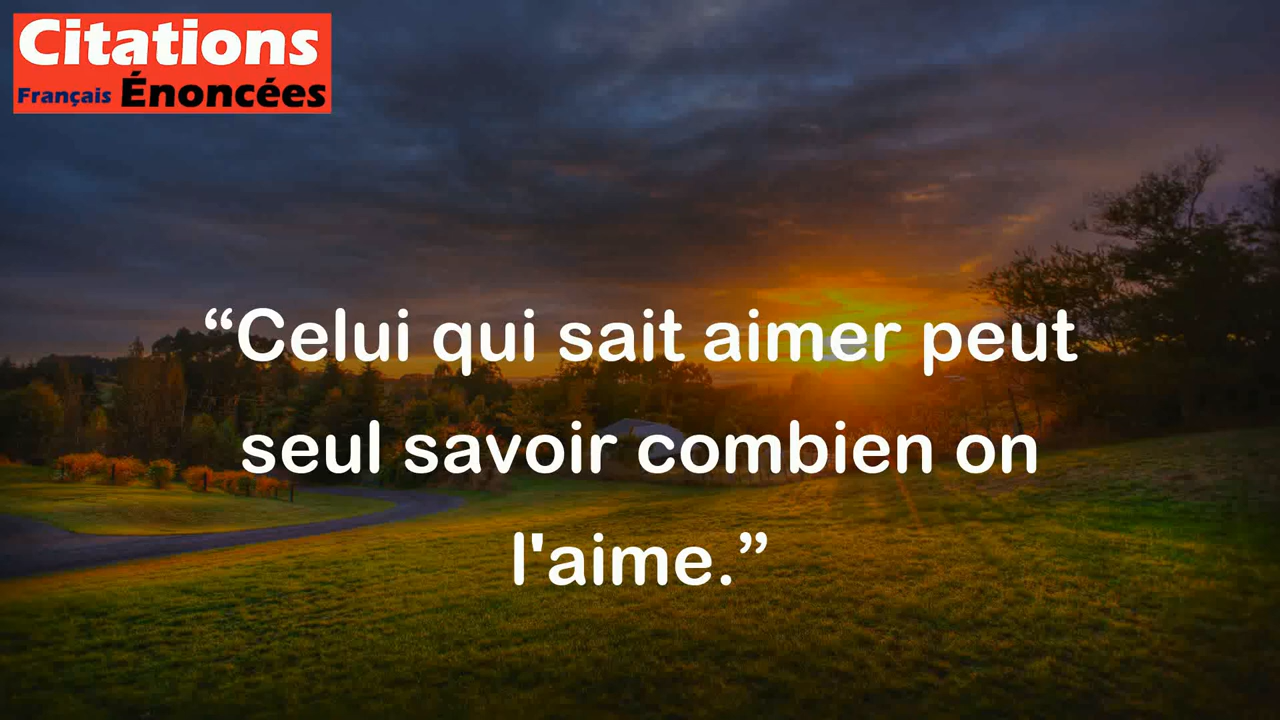 Citations
Français Énoncées
“Celui qui sait aimer peut
seul savoir combien on
l'aime.”